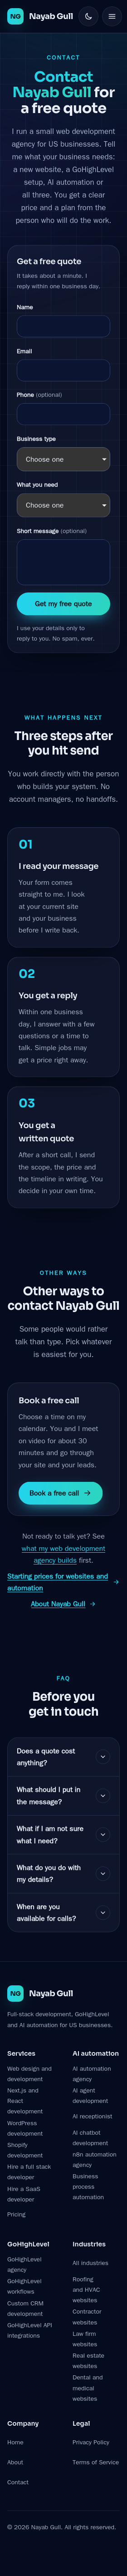 NG Nayab Gull
CONTACT
Contact
Nayab Gull for
a free quote
I run a small web development
agency for US businesses. Tell
me what your business needs:
a new website, a GoHighLevel
setup, AI automation or
all three. You get a clear
price and a plan from the
person who will do the work.
Get a free quote
It takes about a minute. I
reply within one business day.
Name
Email
Phone (optional)
Business type
Choose one
What you need
Choose one
Short message (optional)
Get my free quote
I use your details only to
reply to you. No spam, ever.
WHAT HAPPENS NEXT
Three steps after
you hit send
You work directly with the person
who builds your system. No
account managers, no handoffs.
01
I read your message
Your form comes
straight to me. I look
at your current site
and your business
before I write back.
02
You get a reply
Within one business
day, I answer with a few
questions or a time to
talk. Simple jobs may
get a price right away.
03
You get a
written quote
After a short call, I send
the scope, the price and
the timeline in writing. You
decide in your own time.
OTHER WAYS
Other ways to
contact Nayab Gull
Some people would rather
talk than type. Pick whatever
is easiest for you.
Book a free call
Choose a time on my
calendar. You and I meet
on video for about 30
minutes and go through
your site and your leads.
Book a free call →
Not ready to talk yet? See
what my web development
agency builds first.
Starting prices for websites and
automation →
About Nayab Gull →
FAQ
Before you
get in touch
Does a quote cost
anything?
What should I put in
the message?
What if I am not sure
what I need?
What do you do with
my details?
When are you
available for calls?
NG Nayab Gull
Full-stack development, GoHighLevel
and AI automation for US businesses.
Services
Web design and
development
Next.js and
React
development
WordPress
development
Shopify
development
Hire a full stack
developer
Hire a SaaS
developer
Pricing
AI automation
AI automation
agency
AI agent
development
AI receptionist
AI chatbot
development
n8n automation
agency
Business
process
automation
GoHighLevel
GoHighLevel
agency
GoHighLevel
workflows
Custom CRM
development
GoHighLevel API
integrations
Industries
All industries
Roofing
and HVAC
websites
Contractor
websites
Law firm
websites
Real estate
websites
Dental and
medical
websites
Company
Home
About
Contact
Legal
Privacy Policy
Terms of Service
© 2026 Nayab Gull. All rights reserved.